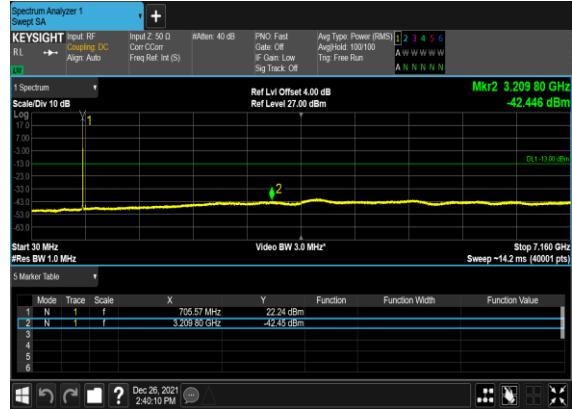 Spectrum Analyzer 1
Swept SA
KEYSIGHT Input: RF Input Z: 50 Ω #Atten: 40 dB PNO: Fast Avg Type: Power (RMS) 1 2 3 4 5 6
RL Coupling: DC Corr CCorr Gate: Off Avg|Hold: 100/100 A W W W W W
Align: Auto Freq Ref: Int (S) IF Gain: Low Trig: Free Run
Sig Track: Off A N N N N N
LW
1 Spectrum Ref Lvl Offset 4.00 dB Mkr2 3.209 80 GHz
Scale/Div 10 dB Ref Level 27.00 dBm -42.446 dBm
Log
17.0
1
7.00
-3.00
-13.0 DL1 -13.00 dBm
-23.0
-33.0
2
-43.0
-53.0
-63.0
Start 30 MHz Video BW 3.0 MHz* Stop 7.160 GHz
#Res BW 1.0 MHz Sweep ~14.2 ms (40001 pts)
5 Marker Table
Mode Trace Scale X Y Function Function Width Function Value
1 N 1 f 705.57 MHz 22.24 dBm
2 N 1 f 3.209 80 GHz -42.45 dBm
3
4
5
6
? Dec 26, 2021
2:40:10 PM